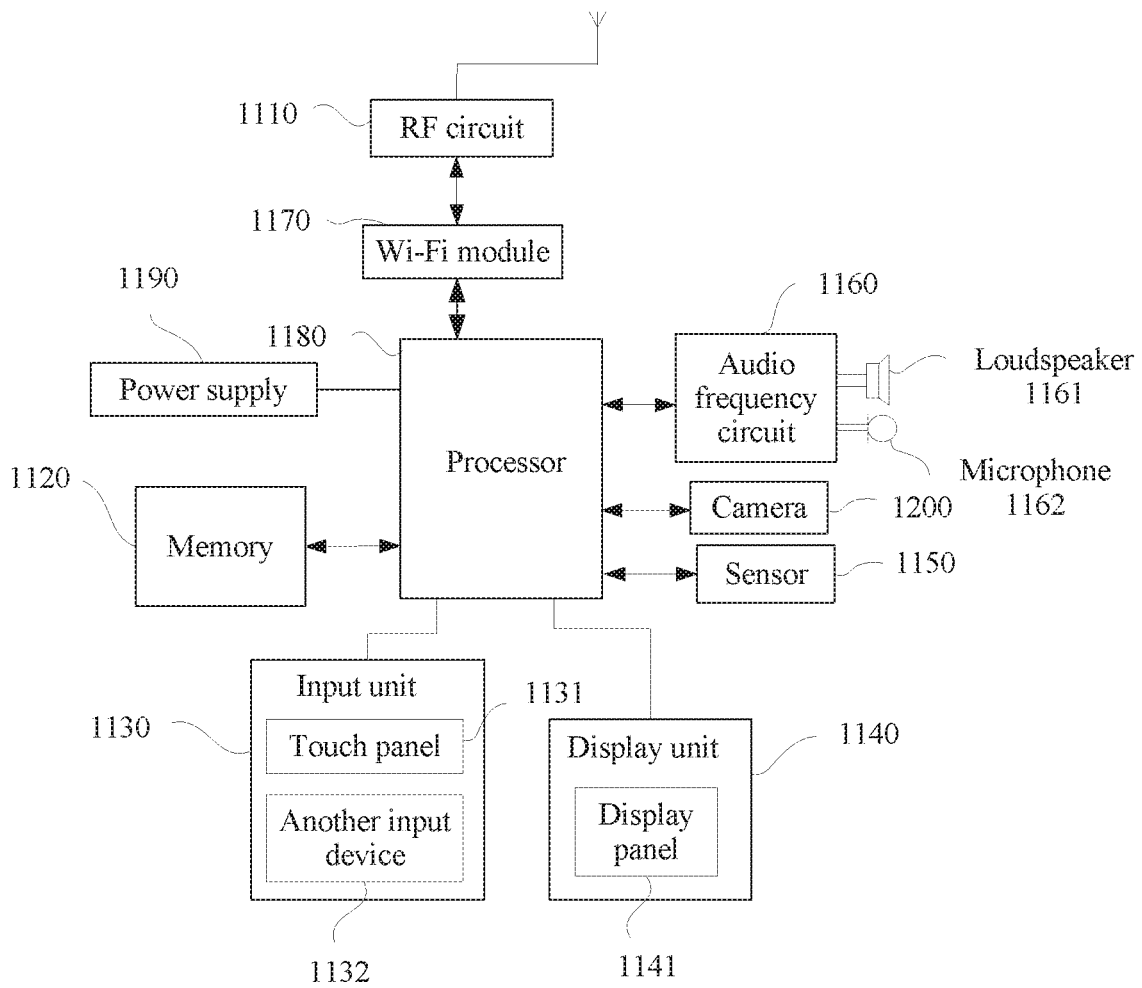 1110
RF circuit
1170
Wi-Fi module
1190
Power supply
1180
Processor
1160
Audio
frequency
circuit
Loudspeaker
1161
Microphone
1162
1120
Memory
Camera
1200
Sensor
1150
Input unit
1130
1131
Touch panel
Another input
device
1132
Display unit
1140
Display
panel
1141